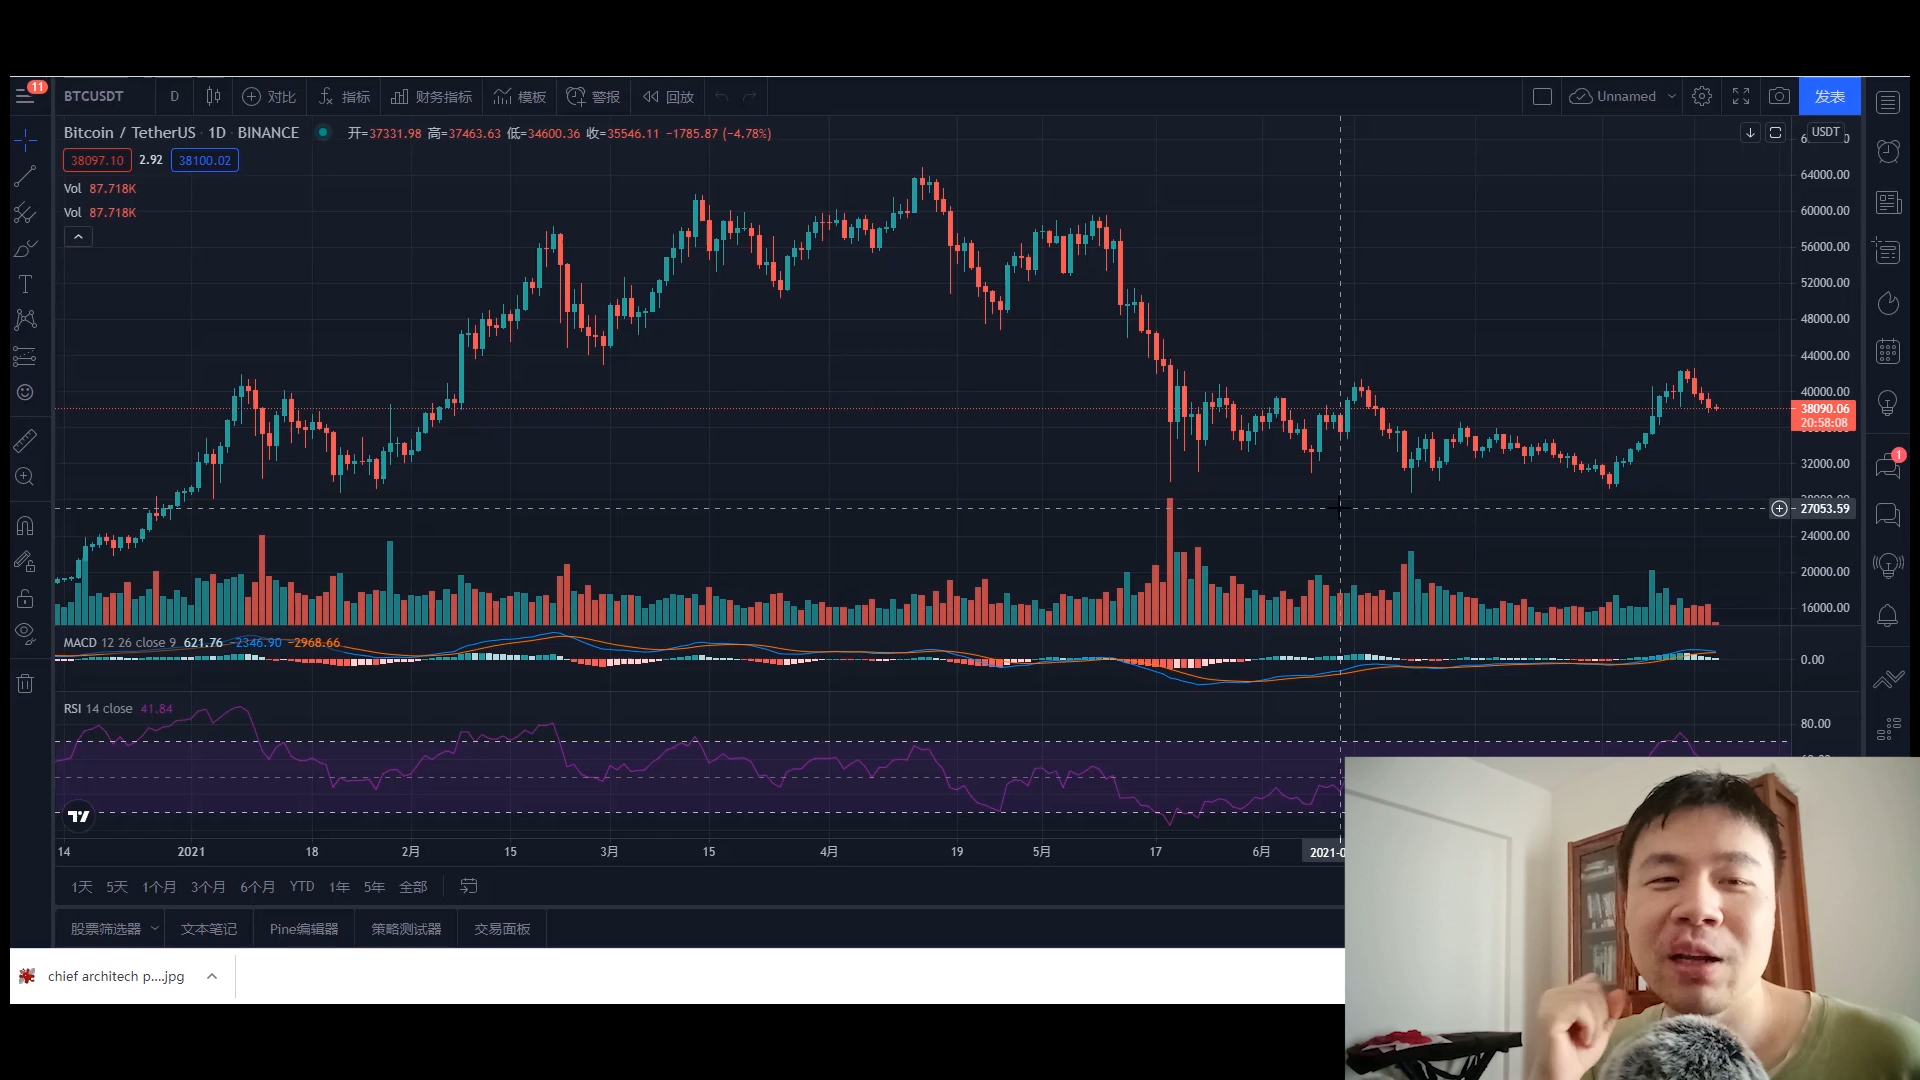 11
BTCUSDT D 对比 指标 财务指标 模板 警报 回放 Unnamed 发表
Bitcoin / TetherUS · 1D · BINANCE 开=37331.98 高=37463.63 低=34600.36 收=35546.11 −1785.87 (−4.78%)
USDT
38097.10 2.92 38100.02
Vol 87.718K
Vol 87.718K
64000.00
60000.00
56000.00
52000.00
48000.00
44000.00
40000.00
38090.06
20:58:08
32000.00
1
27053.59
24000.00
20000.00
16000.00
MACD 12 26 close 9 621.76 −2346.90 −2968.66
0.00
RSI 14 close 41.84
80.00
14 2021 18 2月 15 3月 15 4月 19 5月 17 6月 2021-0
1天 5天 1个月 3个月 6个月 YTD 1年 5年 全部
股票筛选器 文本笔记 Pine编辑器 策略测试器 交易面板
chief architech p....jpg